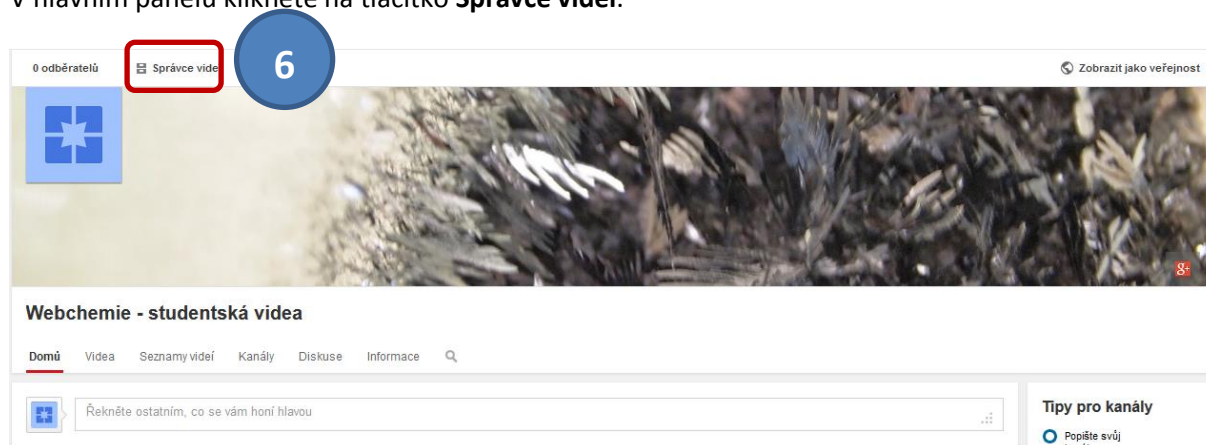 V hlavním panelu klikněte na tlačítko Správce videí.
0 odběratelů
Správce vide
6
Zobrazit jako veřejnost
8+
Webchemie - studentská videa
Domů Videa Seznamy videí Kanály Diskuse Informace
Řekněte ostatním, co se vám honí hlavou
Tipy pro kanály
Popište svůj